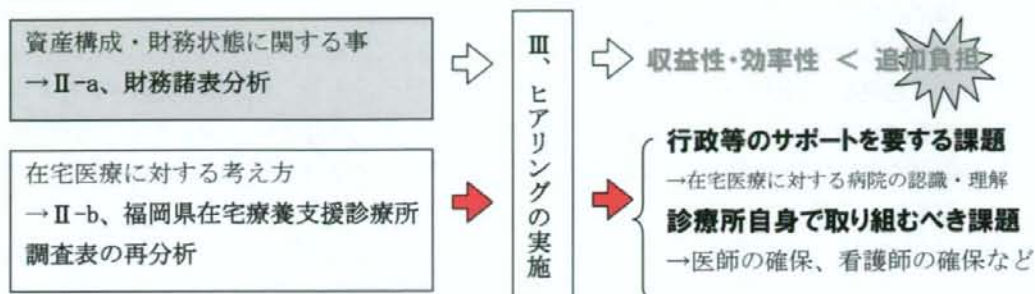 資産構成・財務状態に関する事
→Ⅱ-a、財務諸表分析
在宅医療に対する考え方
→Ⅱ-b、福岡県在宅療養支援診療所
調査表の再分析
Ⅲ、ヒアリングの実施
収益性・効率性 < 追加負担
行政等のサポートを要する課題
→在宅医療に対する病院の認識・理解
診療所自身で取り組むべき課題
→医師の確保、看護師の確保など